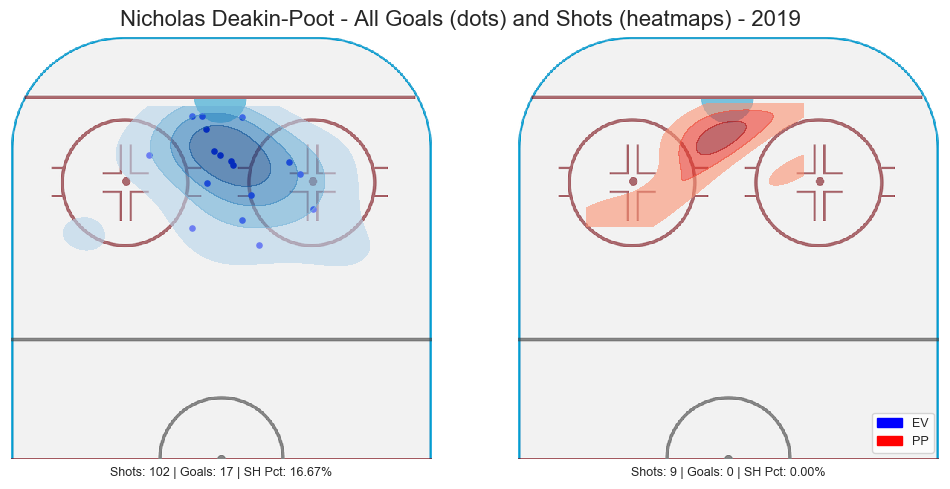 Nicholas Deakin-Poot - All Goals (dots) and Shots (heatmaps) - 2019
EV
PP
Shots: 102 | Goals: 17 | SH Pct: 16.67%
Shots: 9 | Goals: 0 | SH Pct: 0.00%